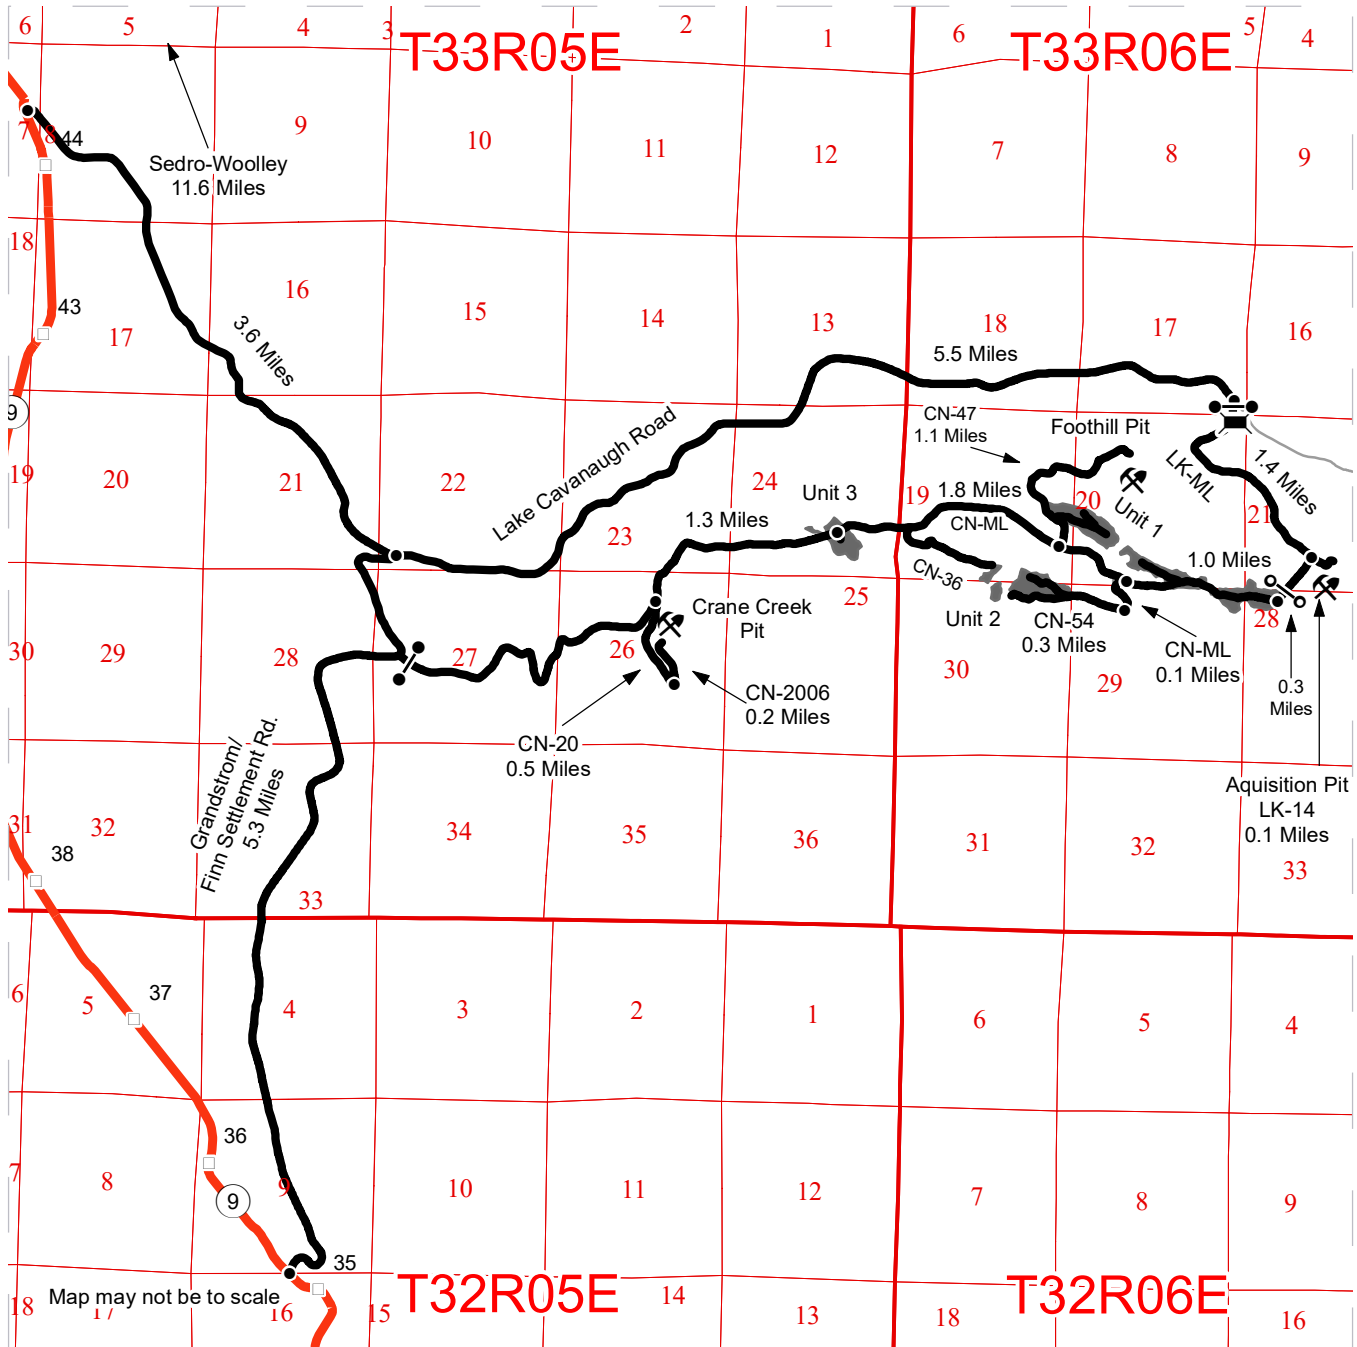 6
5
4
3
T33R05E
2
1
6
T33R06E
5
4
7
8
44
9
10
11
12
7
8
9
Sedro-Woolley
11.6 Miles
18
43
17
16
15
14
13
18
17
16
3.6 Miles
5.5 Miles
9
19
20
21
22
Lake Cavanaugh Road
23
24
CN-47
1.1 Miles
Foothill Pit
LK-ML
1.4 Miles
Unit 3
19
1.8 Miles
CN-ML
20
Unit 1
21
1.3 Miles
1.0 Miles
CN-36
25
Crane Creek
Pit
Unit 2
CN-54
0.3 Miles
CN-ML
0.1 Miles
28
0.3
Miles
30
29
28
27
26
30
29
CN-2006
0.2 Miles
CN-20
0.5 Miles
Grandstrom/
Finn Settlement Rd.
5.3 Miles
Aquisition Pit
LK-14
0.1 Miles
31
32
38
33
34
35
36
31
32
33
6
5
37
4
3
2
1
6
5
4
36
7
8
9
9
10
11
12
7
8
9
35
Map may not be to scale
T32R05E
T32R06E
18
17
16
15
14
13
18
16